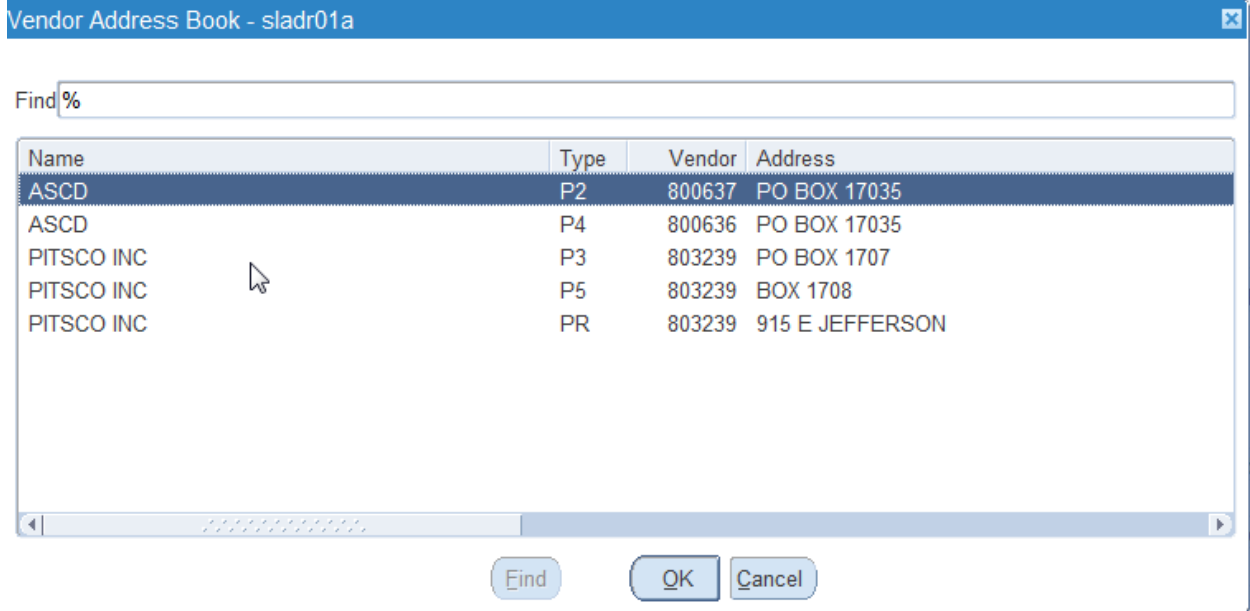 Vendor Address Book - sladr01a
Find %
Name Type Vendor Address
ASCD P2 800637 PO BOX 17035
ASCD P4 800636 PO BOX 17035
PITSCO INC P3 803239 PO BOX 1707
PITSCO INC P5 803239 BOX 1708
PITSCO INC PR 803239 915 E JEFFERSON
Find OK Cancel